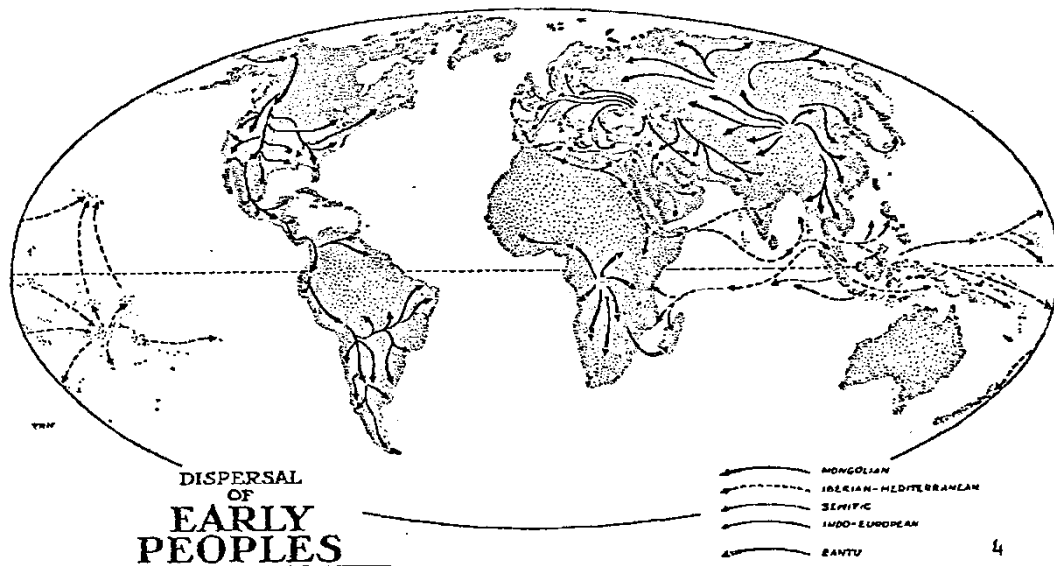 DISPERSAL
OF
EARLY
PEOPLES
MONGOLIAN
IBERIAN-MEDITERRANEAN
SEMITIC
INDO-EUROPEAN
BANTU
4